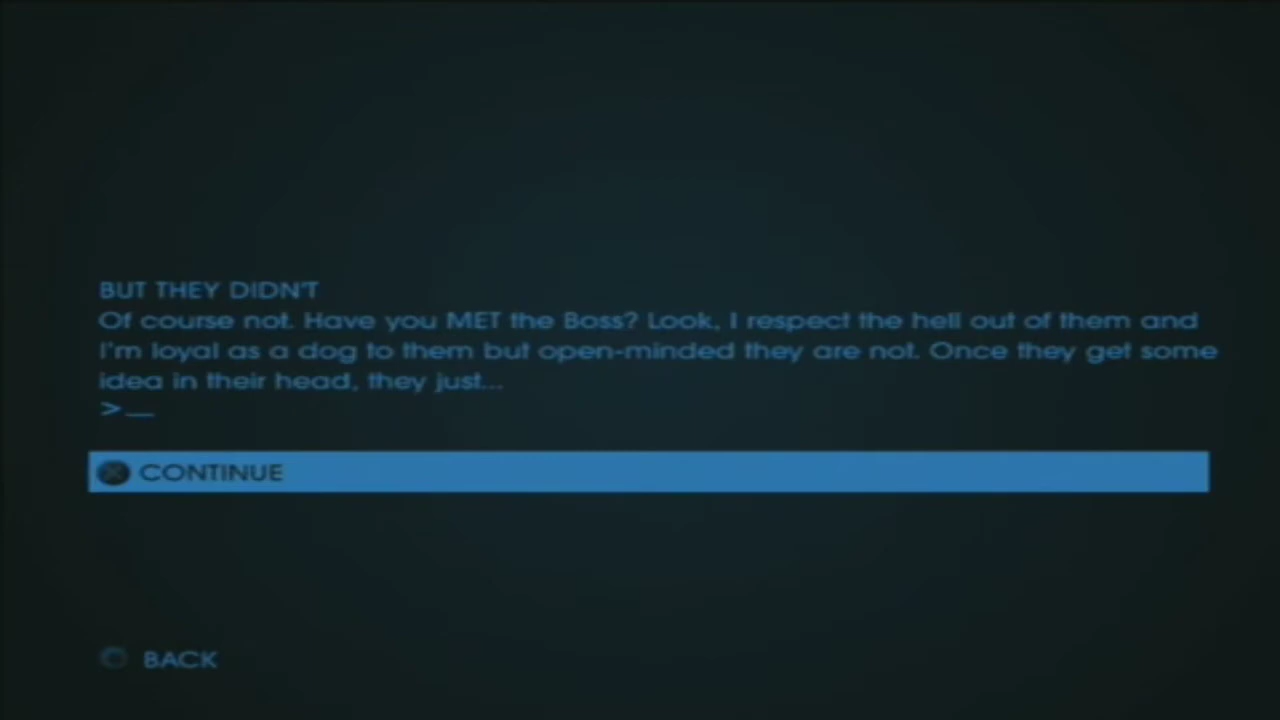 BUT THEY DIDN'T
Of course not. Have you MET the Boss? Look, I respect the hell out of them and
I'm loyal as a dog to them but open-minded they are not. Once they get some
idea in their head, they just...
>__
CONTINUE
BACK